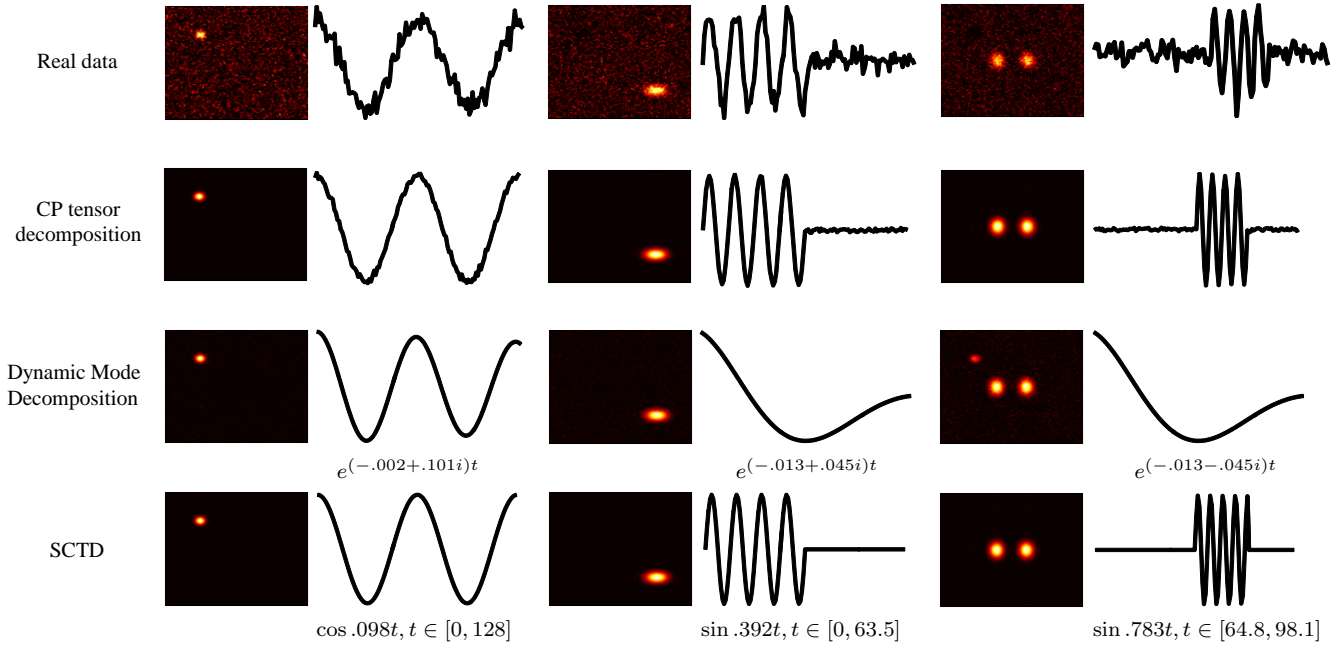 Real data
CP tensor
decomposition
Dynamic Mode
Decomposition
e^{(-.002+.101i)t}
e^{(-.013+.045i)t}
e^{(-.013-.045i)t}
SCTD
cos .098t, t ∈ [0, 128]
sin .392t, t ∈ [0, 63.5]
sin .783t, t ∈ [64.8, 98.1]